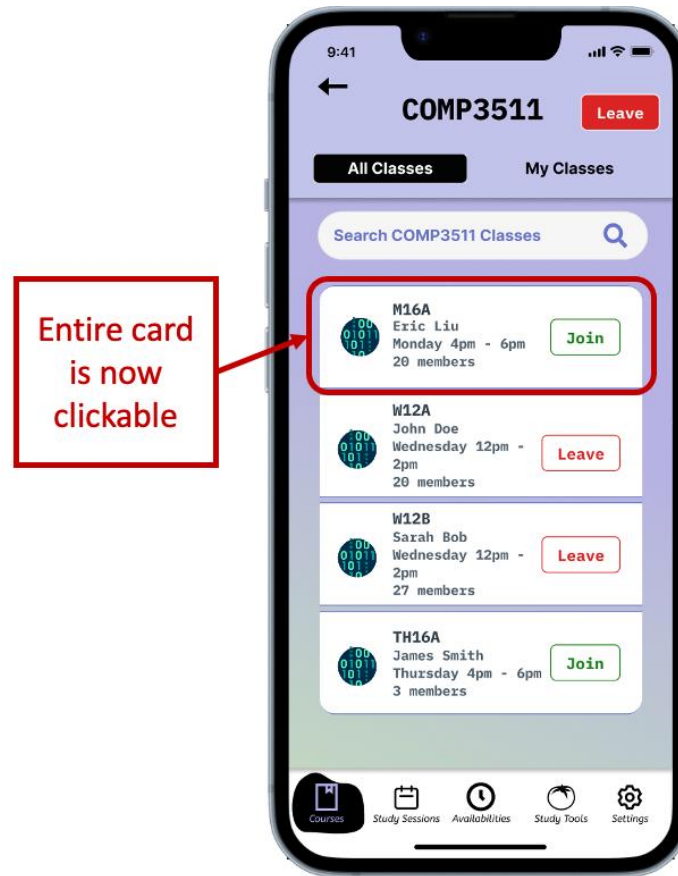 9:41
COMP3511
Leave
All Classes
My Classes
Search COMP3511 Classes
Entire card
is now
clickable
M16A
Eric Liu
Monday 4pm - 6pm
20 members
Join
W12A
John Doe
Wednesday 12pm -
2pm
20 members
Leave
W12B
Sarah Bob
Wednesday 12pm -
2pm
27 members
Leave
TH16A
James Smith
Thursday 4pm - 6pm
3 members
Join
Courses
Study Sessions
Availabilities
Study Tools
Settings